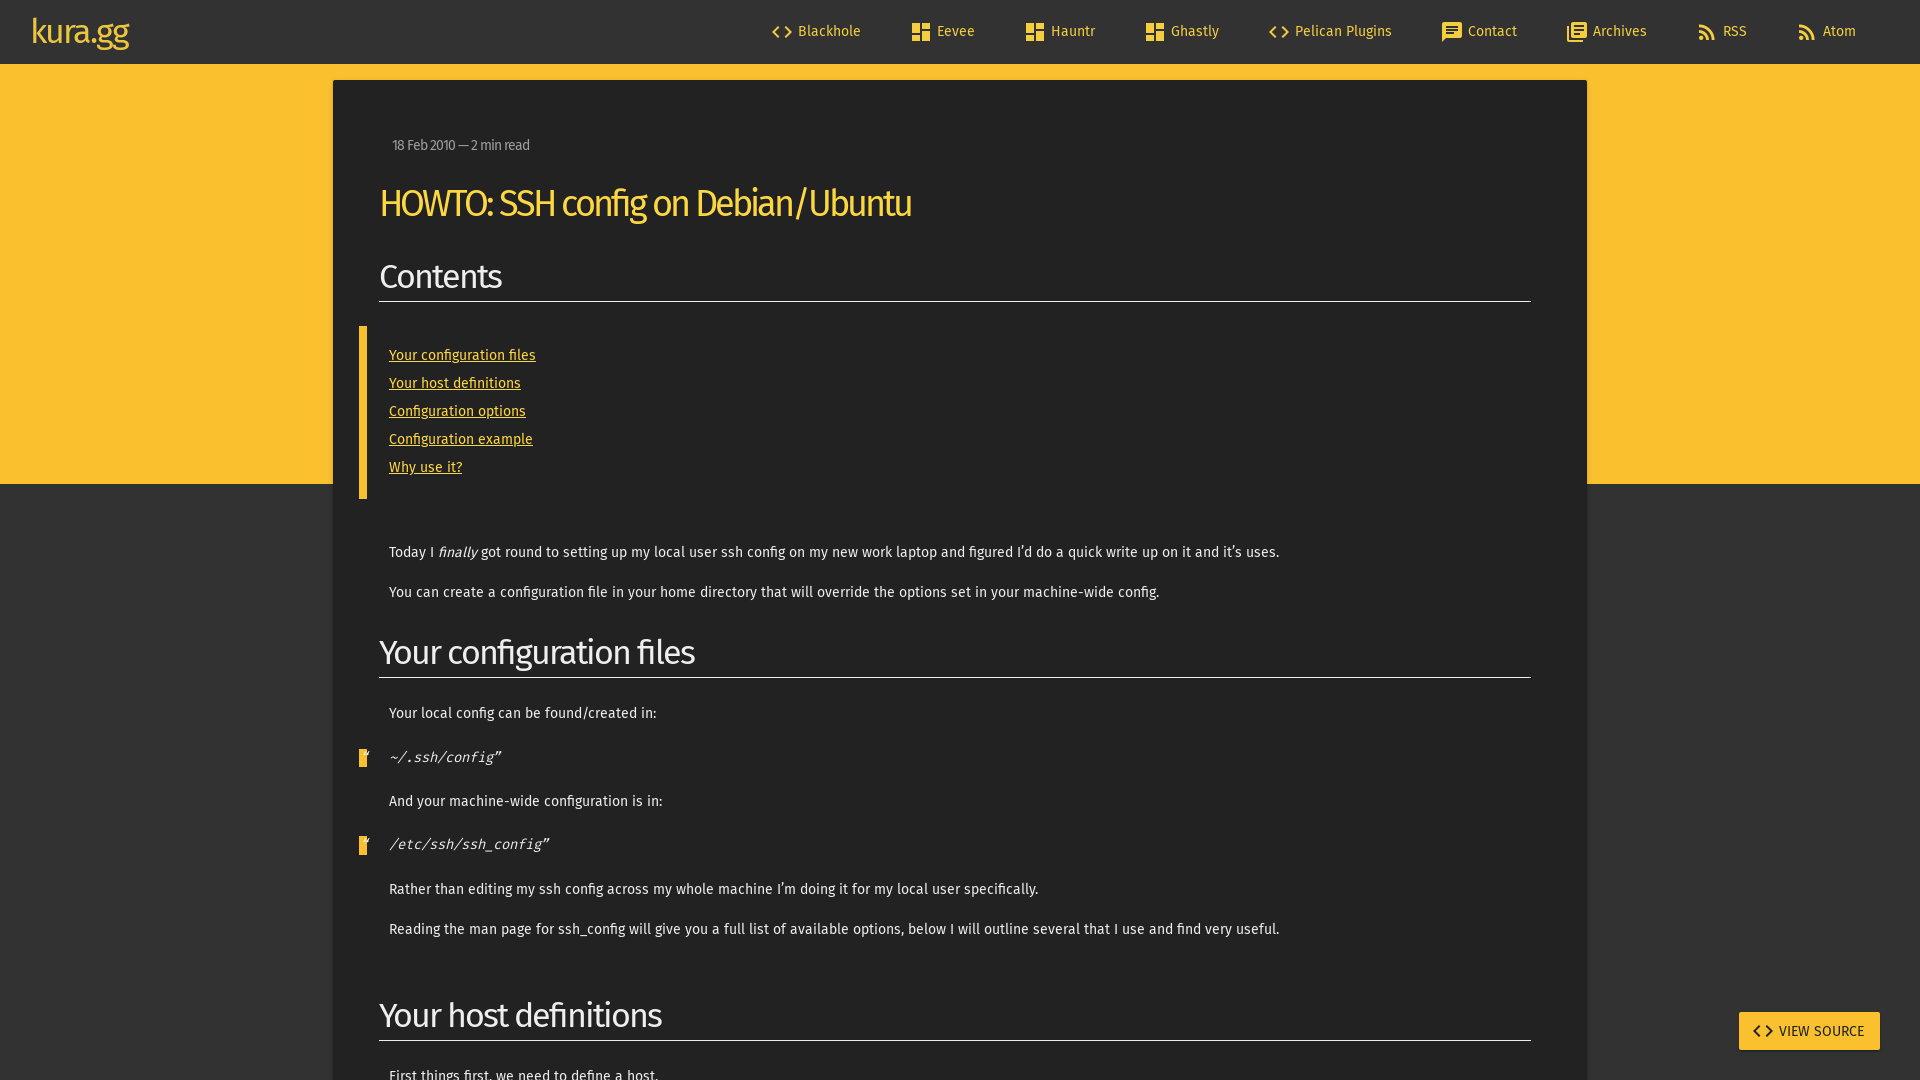 kura.gg
Blackhole
Eevee
Hauntr
Ghastly
Pelican Plugins
Contact
Archives
RSS
Atom
18 Feb 2010 — 2 min read
HOWTO: SSH config on Debian/Ubuntu
Contents
Your configuration files
Your host definitions
Configuration options
Configuration example
Why use it?
Today I finally got round to setting up my local user ssh config on my new work laptop and figured I’d do a quick write up on it and it’s uses.
You can create a configuration file in your home directory that will override the options set in your machine-wide config.
Your configuration files
Your local config can be found/created in:
“ ~/.ssh/config”
And your machine-wide configuration is in:
“ /etc/ssh/ssh_config”
Rather than editing my ssh config across my whole machine I’m doing it for my local user specifically.
Reading the man page for ssh_config will give you a full list of available options, below I will outline several that I use and find very useful.
Your host definitions
First things first, we need to define a host.
VIEW SOURCE